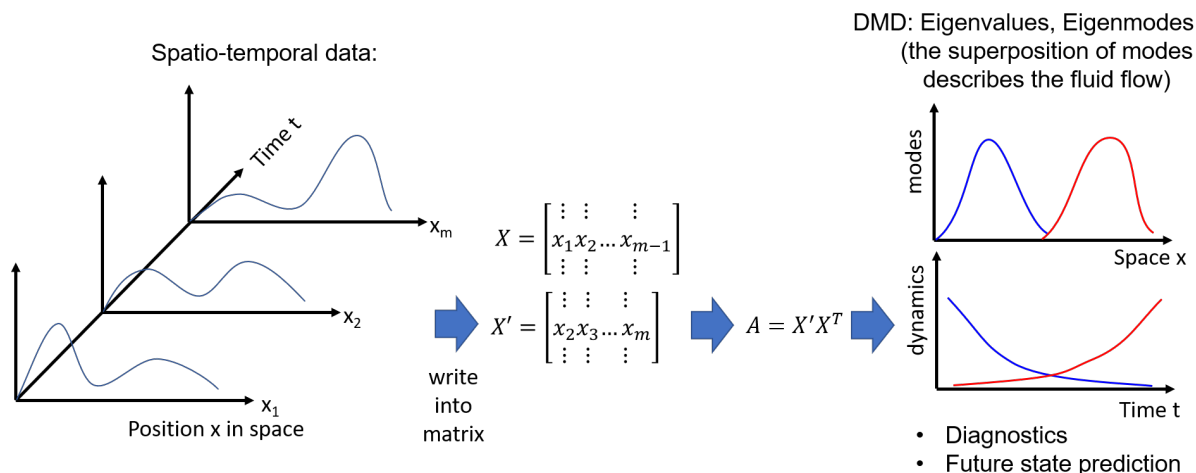 Spatio-temporal data:
Time t
x_m
x_2
x_1
Position x in space
write
into
matrix
X = [⋮ ⋮ ⋮
x_1 x_2 … x_{m−1}
⋮ ⋮ ⋮]
X′ = [⋮ ⋮ ⋮
x_2 x_3 … x_m
⋮ ⋮ ⋮]
A = X′X^T
DMD: Eigenvalues, Eigenmodes
(the superposition of modes
describes the fluid flow)
modes
Space x
dynamics
Time t
• Diagnostics
• Future state prediction